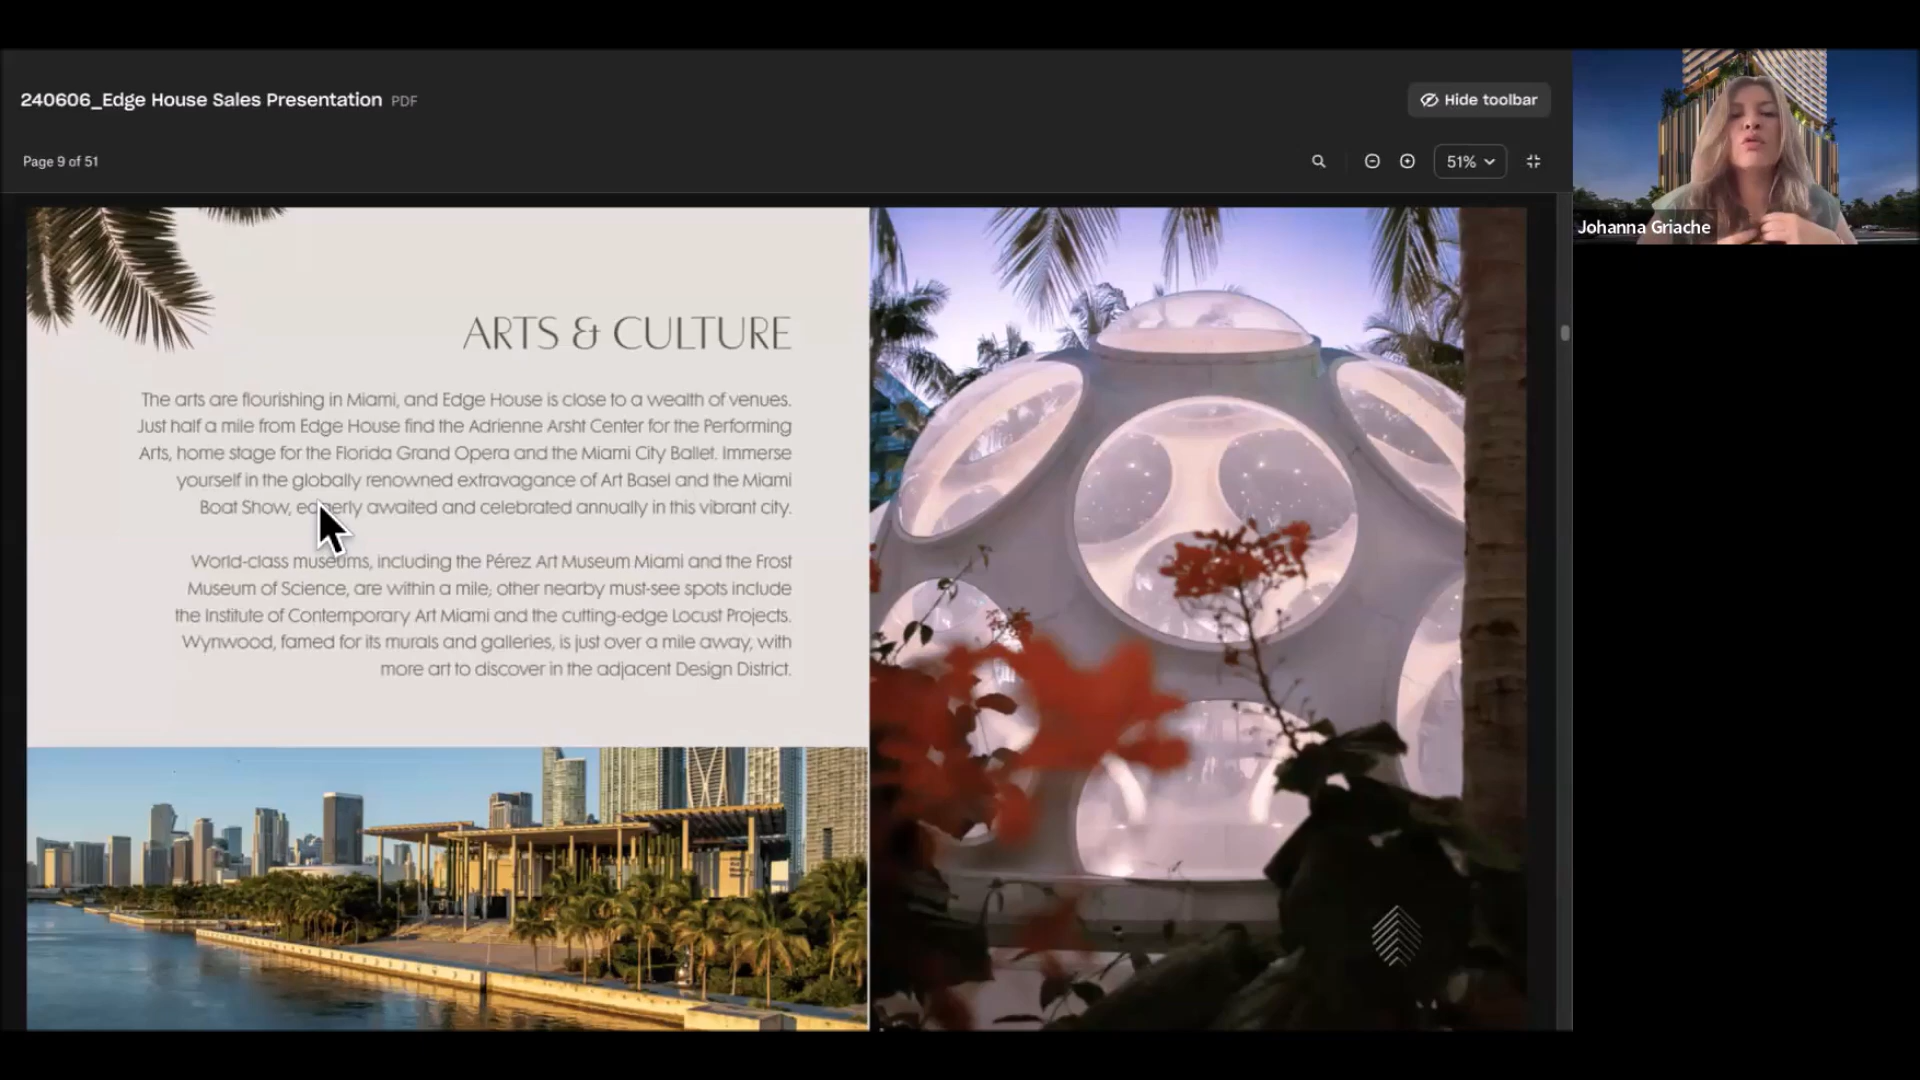 240606_Edge House Sales Presentation PDF
Hide toolbar
Page 9 of 51
51%
Johanna Griache
ARTS & CULTURE
The arts are flourishing in Miami, and Edge House is close to a wealth of venues.
Just half a mile from Edge House find the Adrienne Arsht Center for the Performing
Arts, home stage for the Florida Grand Opera and the Miami City Ballet. Immerse
yourself in the globally renowned extravagance of Art Basel and the Miami
Boat Show, eagerly awaited and celebrated annually in this vibrant city.
World-class museums, including the Pérez Art Museum Miami and the Frost
Museum of Science, are within a mile; other nearby must-see spots include
the Institute of Contemporary Art Miami and the cutting-edge Locust Projects.
Wynwood, famed for its murals and galleries, is just over a mile away, with
more art to discover in the adjacent Design District.